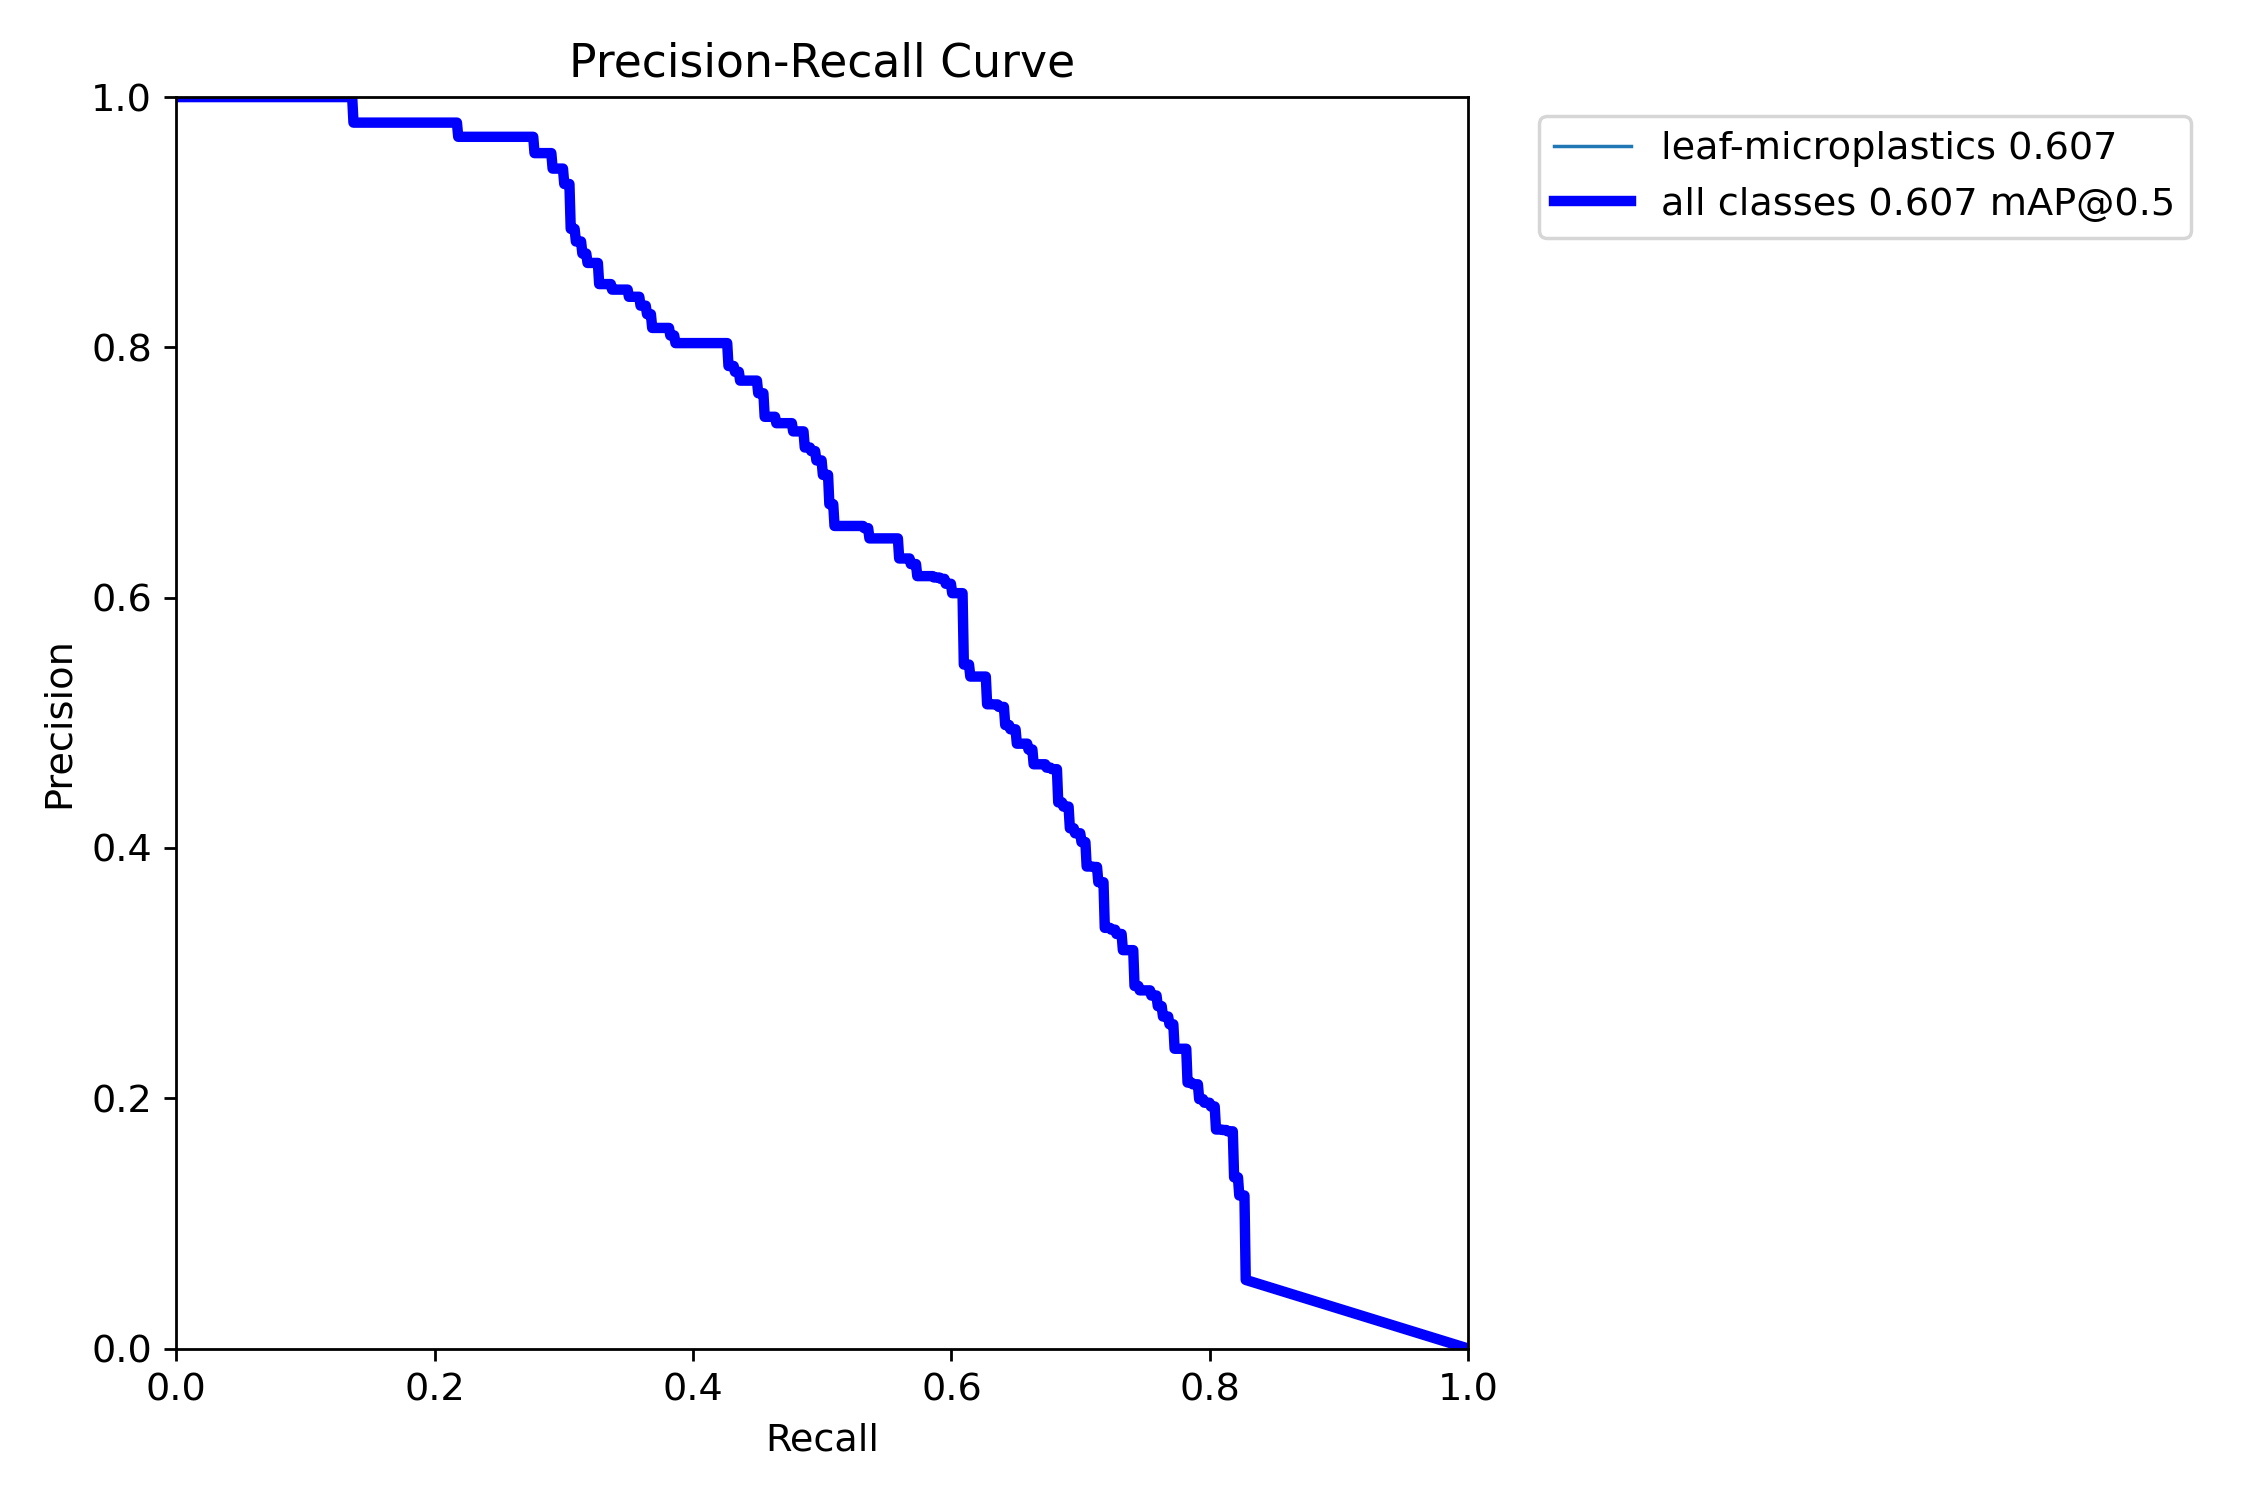 Precision-Recall Curve
leaf-microplastics 0.607
all classes 0.607 mAP@0.5
1.0
0.8
0.6
0.4
0.2
0.0
Precision
0.0 0.2 0.4 0.6 0.8 1.0
Recall